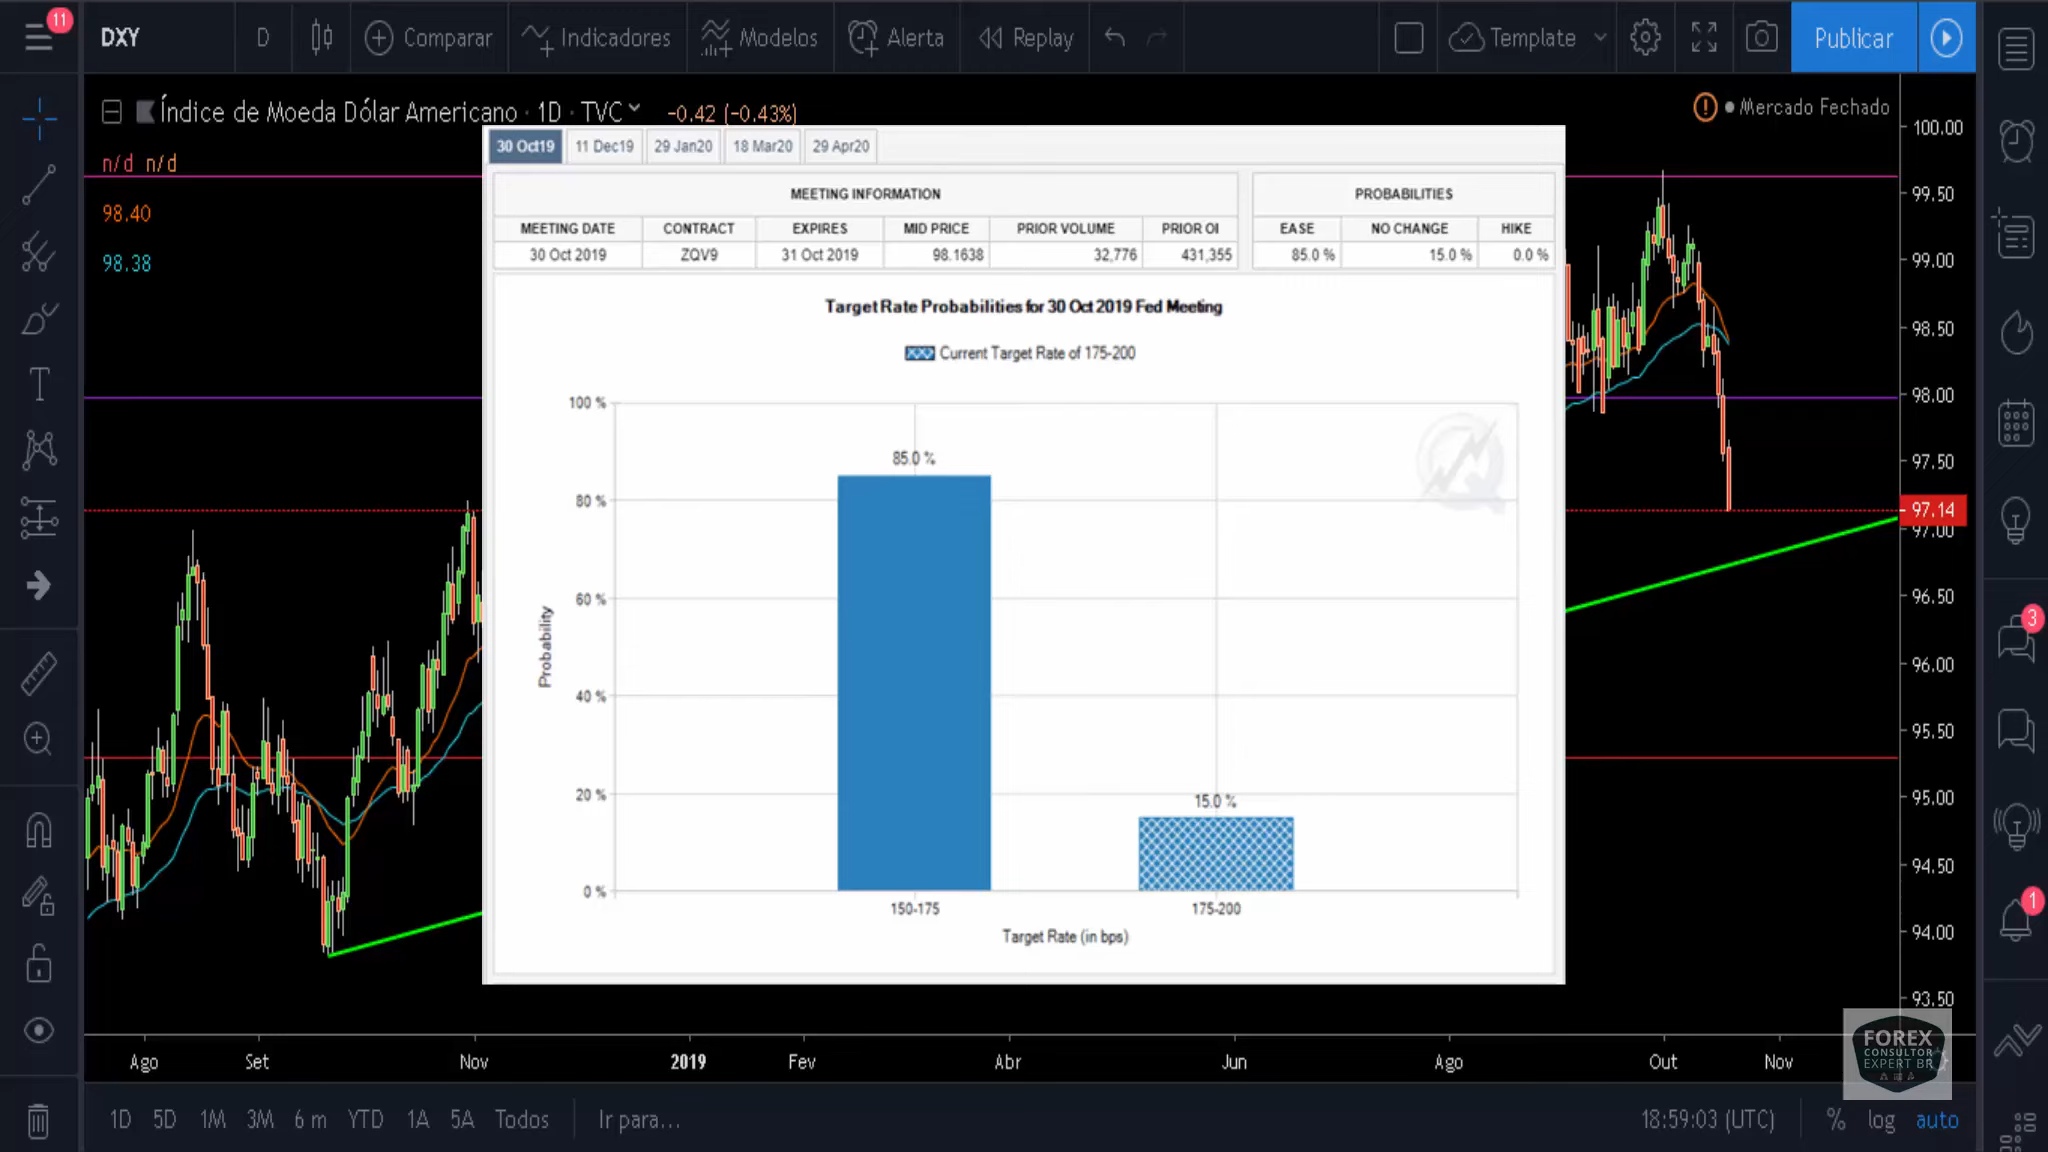 11
DXY
D
Comparar
Indicadores
Modelos
Alerta
Replay
Template
Publicar
Índice de Moeda Dólar Americano · 1D · TVC
−0.42 (−0.43%)
Mercado Fechado
n/d n/d
98.40
98.38
30 Oct19
11 Dec19
29 Jan20
18 Mar20
29 Apr20
MEETING INFORMATION
MEETING DATE CONTRACT EXPIRES MID PRICE PRIOR VOLUME PRIOR OI
30 Oct 2019 ZQV9 31 Oct 2019 98.1638 32,776 431,355
PROBABILITIES
EASE NO CHANGE HIKE
85.0 % 15.0 % 0.0 %
Target Rate Probabilities for 30 Oct 2019 Fed Meeting
Current Target Rate of 175-200
Probability
100 %
80 %
60 %
40 %
20 %
0 %
85.0 %
15.0 %
150-175
175-200
Target Rate (in bps)
100.00
99.50
99.00
98.50
98.00
97.50
97.14
97.00
96.50
96.00
95.50
95.00
94.50
94.00
93.50
Ago
Set
Nov
2019
Fev
Abr
Jun
Ago
Out
Nov
FOREX
CONSULTOR
EXPERT BR
1D 5D 1M 3M 6 m YTD 1A 5A Todos
Ir para...
18:59:03 (UTC)
%
log
auto
3
1